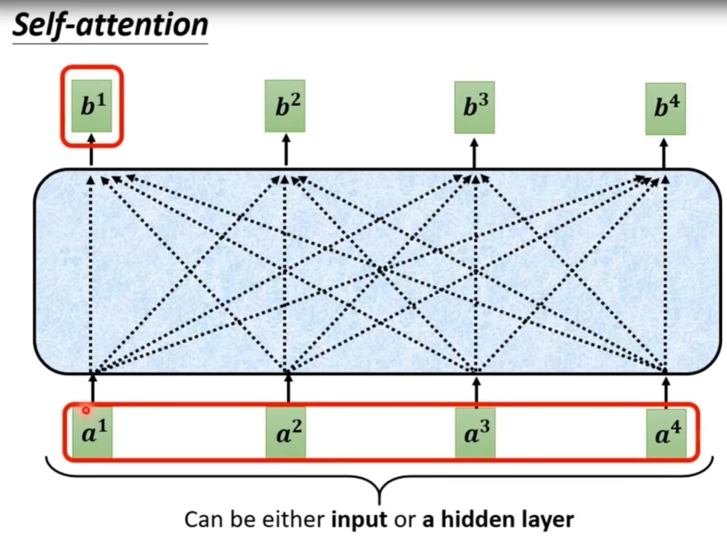 Self-attention
b¹ b² b³ b⁴
a¹ a² a³ a⁴
Can be either input or a hidden layer